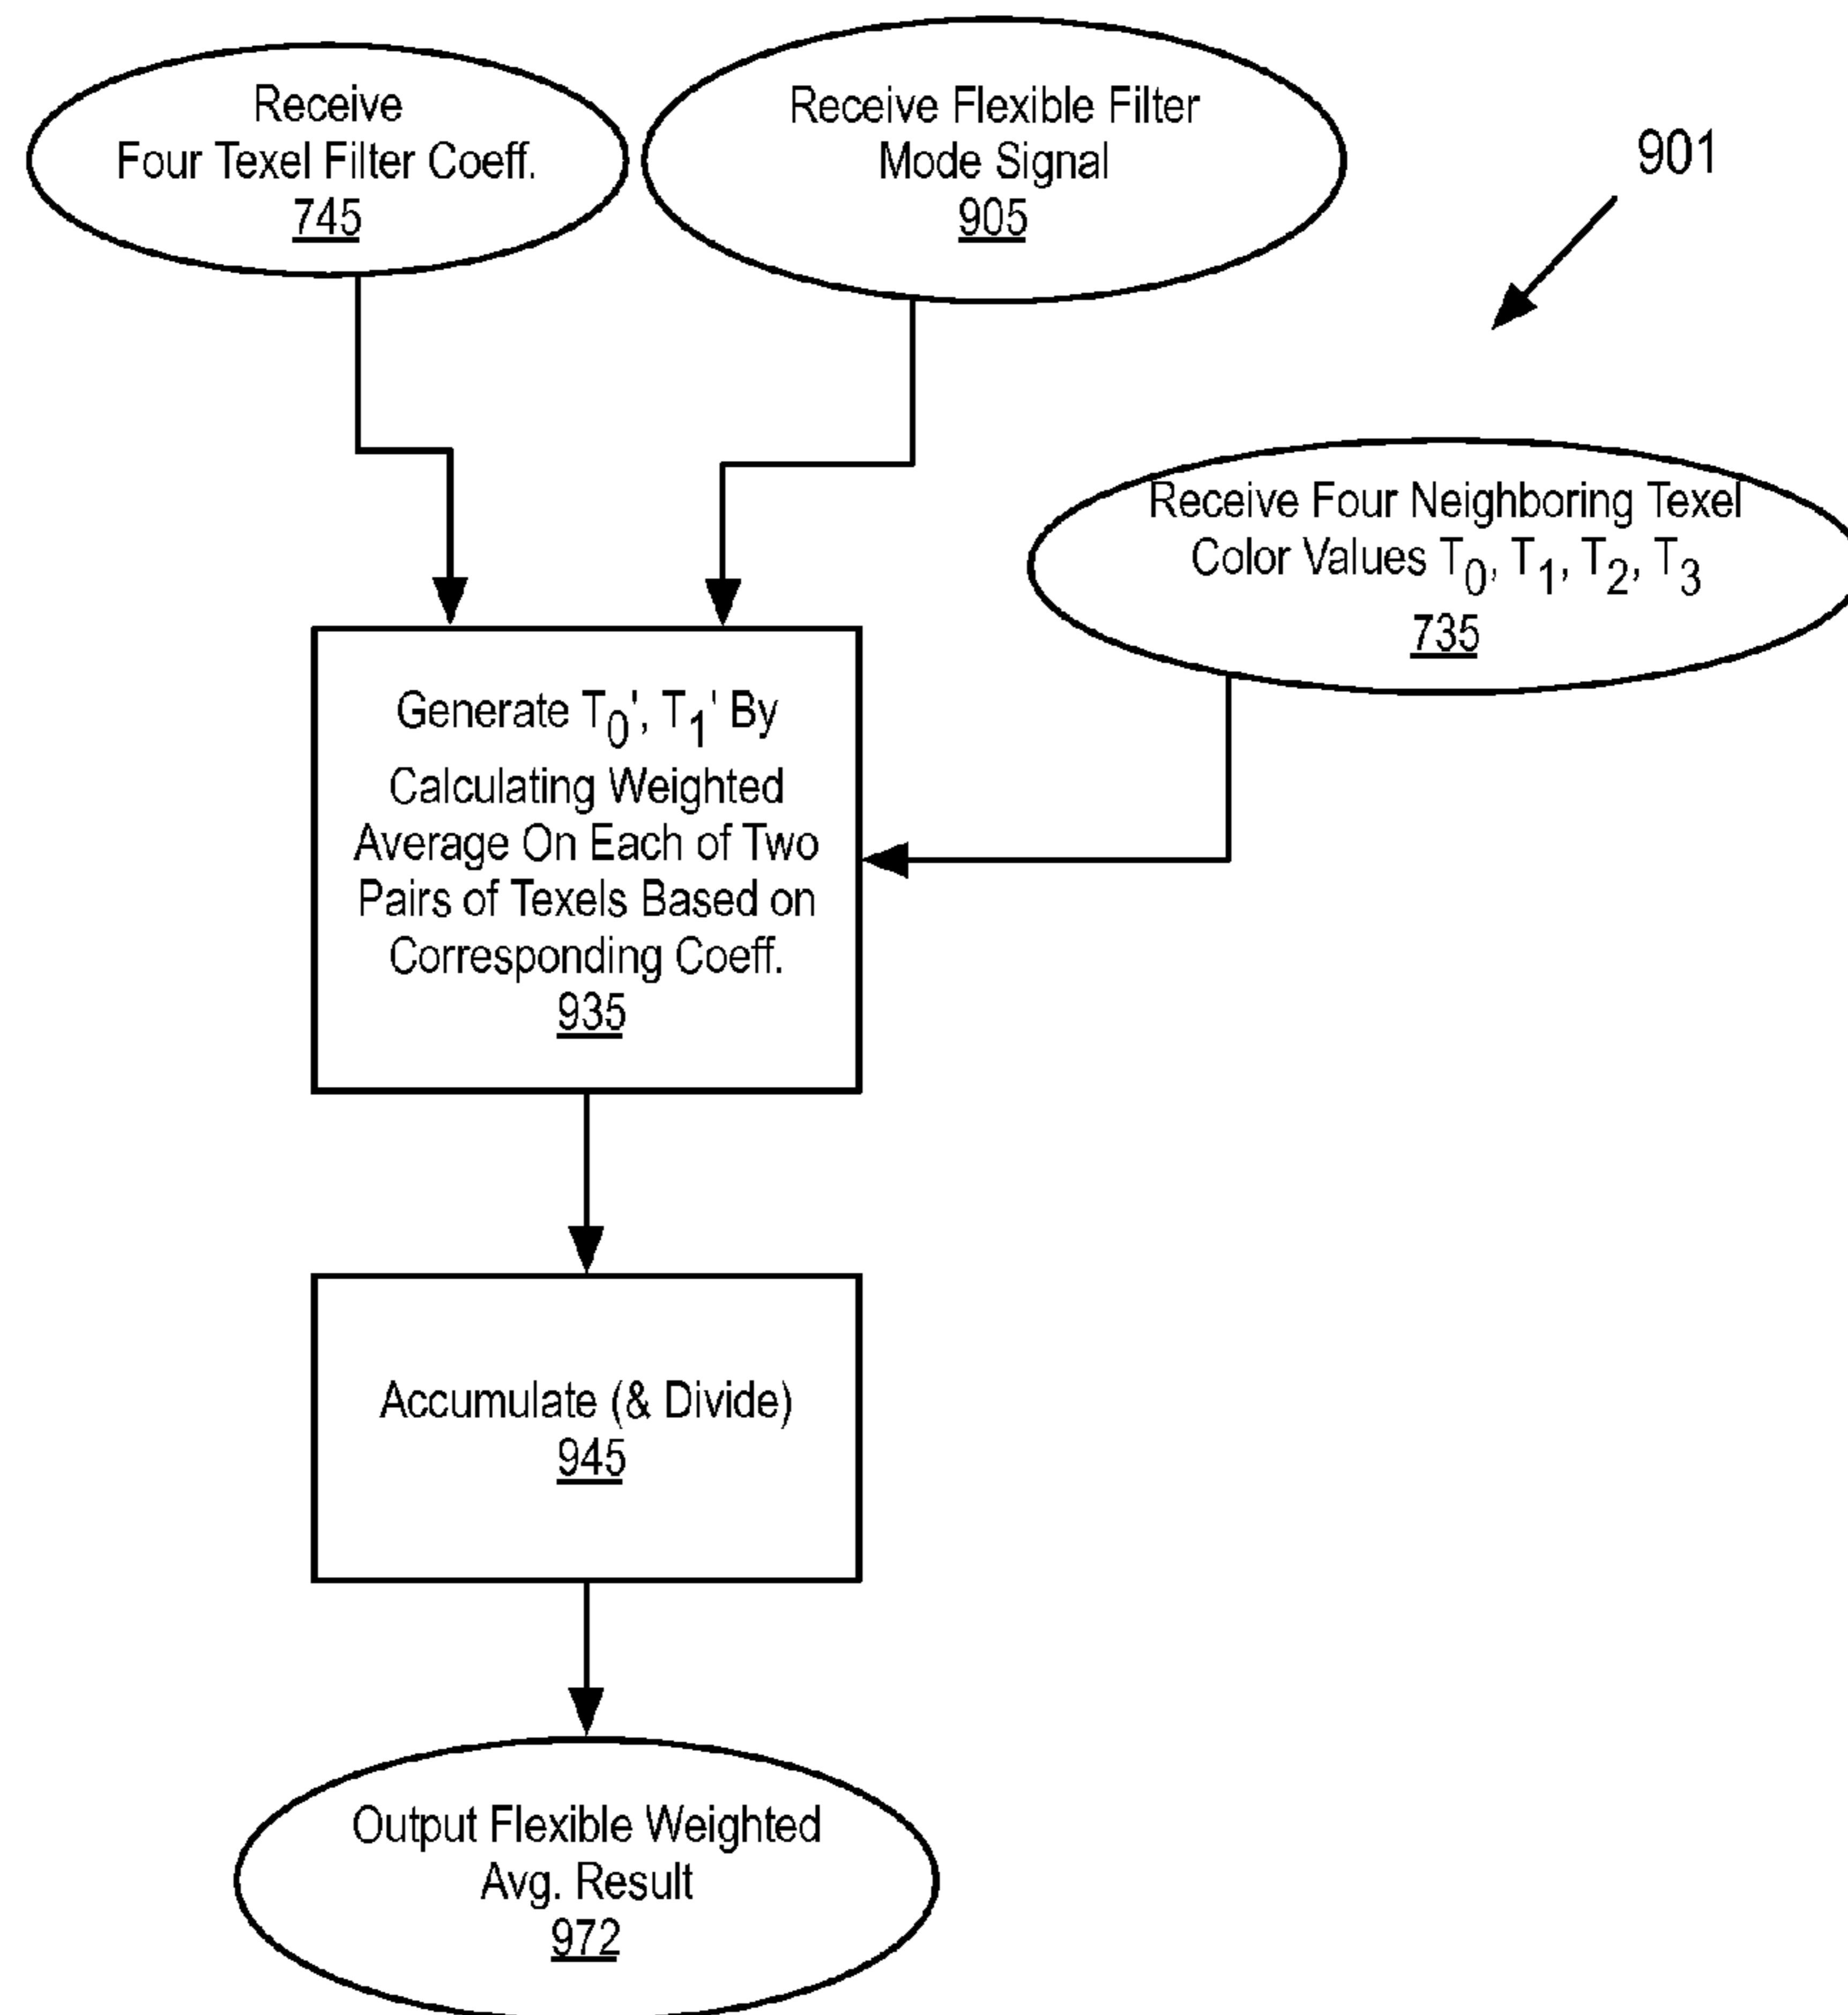 Receive
Four Texel Filter Coeff.
745
Receive Flexible Filter
Mode Signal
905
901
Receive Four Neighboring Texel
Color Values T0, T1, T2, T3
735
Generate T0', T1' By
Calculating Weighted
Average On Each of Two
Pairs of Texels Based on
Corresponding Coeff.
935
Accumulate (& Divide)
945
Output Flexible Weighted
Avg. Result
972